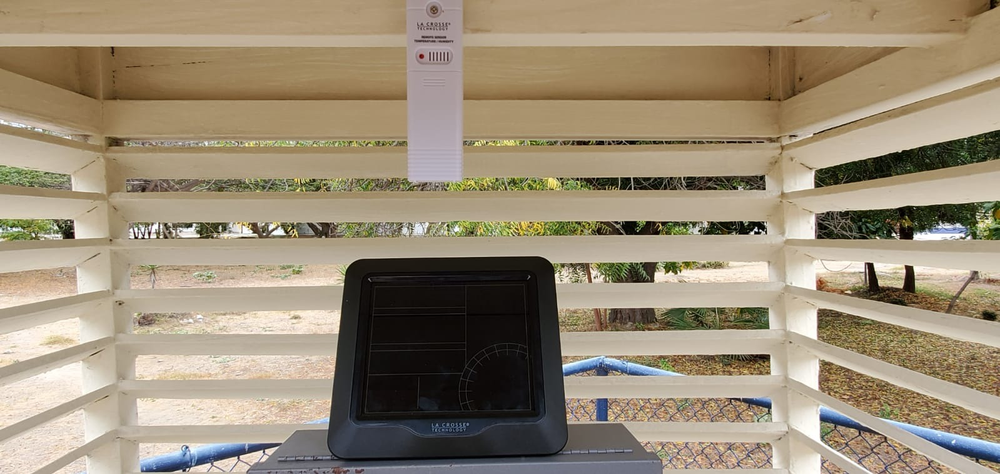 LA CROSSE®
TECHNOLOGY
REMOTE SENSOR
TEMPERATURE / HUMIDITY
LA CROSSE®
TECHNOLOGY